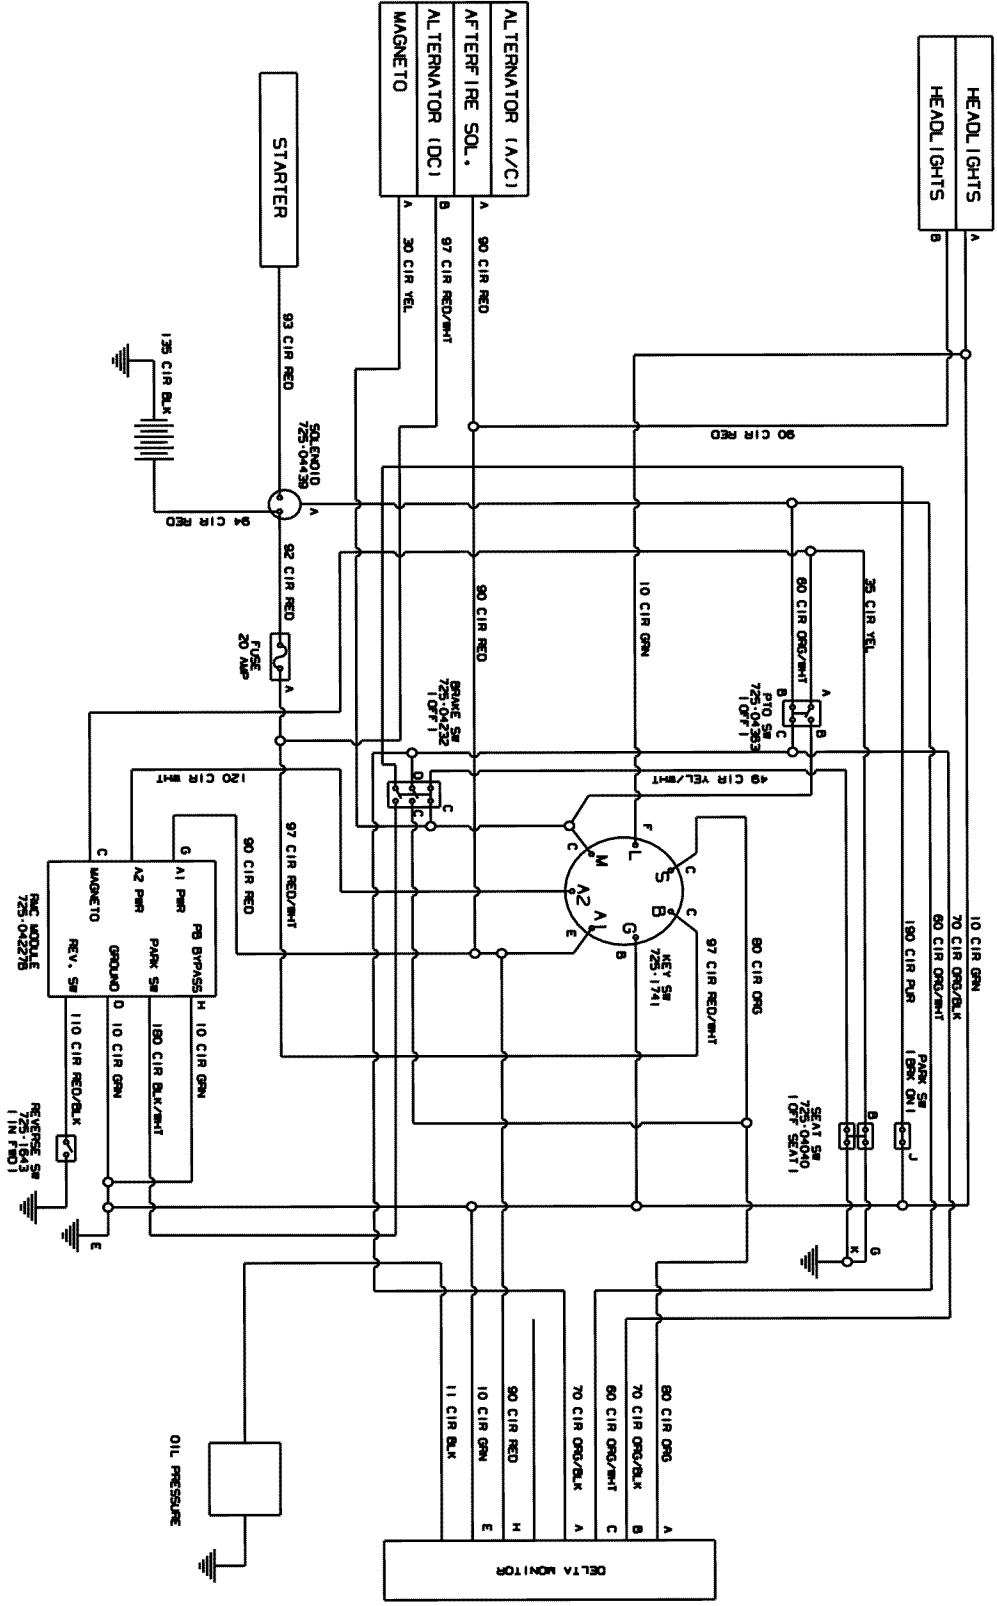 HEADLIGHTS
HEADLIGHTS
A
B
ALTERNATOR (A/C)
AFTERFIRE SOL.
ALTERNATOR (DC)
MAGNETO
A
B
A
90 CIR RED
97 CIR RED/WHT
30 CIR YEL
STARTER
93 CIR RED
135 CIR BLK
94 CIR RED
SOLENOID
725-04439
A
92 CIR RED
FUSE
20 AMP
A
90 CIR RED
90 CIR RED
10 CIR GRN
60 CIR ORG/WHT
35 CIR YEL
PTO SW
725-04363
(OFF)
A
B
B
C
BRAKE SW
725-04232
(OFF)
D
C
C
49 CIR YEL/WHT
120 CIR WHT
97 CIR RED/WHT
90 CIR RED
KEY SW
725-1741
L
S
B
G
A1
A2
M
F
C
C
B
E
C
97 CIR RED/WHT
80 CIR ORG
10 CIR GRN
70 CIR ORG/BLK
60 CIR ORG/WHT
190 CIR PUR
PARK SW
(BRK ON)
J
SEAT SW
725-04040
(OFF SEAT)
B
G
K
RMC MODULE
725-04227B
MAGNETO
A2 PWR
A1 PWR
PB BYPASS
PARK SW
GROUND
REV. SW
C
G
H
D
10 CIR GRN
180 CIR BLK/WHT
10 CIR GRN
110 CIR RED/BLK
REVERSE SW
725-1643
(IN FWD)
E
OIL PRESSURE
80 CIR ORG
70 CIR ORG/BLK
60 CIR ORG/WHT
70 CIR ORG/BLK
90 CIR RED
10 CIR GRN
11 CIR BLK
A
B
C
A
H
E
DELTA MONITOR